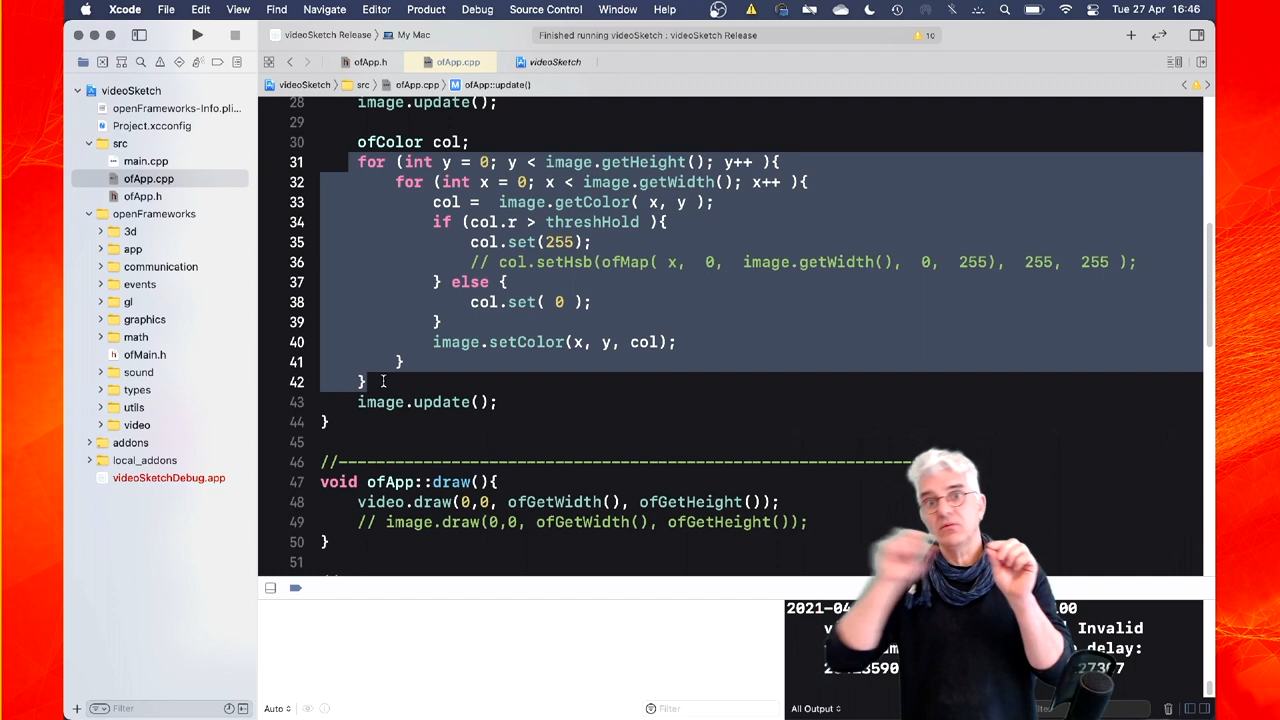 Xcode File Edit View Find Navigate Editor Product Debug Source Control Window Help Tue 27 Apr 16:46
videoSketch Release My Mac Finished running videoSketch : videoSketch Release 10
ofApp.h ofApp.cpp videoSketch
videoSketch src ofApp.cpp ofApp::update()
videoSketch
openFrameworks-Info.pli...
Project.xcconfig
src
main.cpp
ofApp.cpp
ofApp.h
openFrameworks
3d
app
communication
events
gl
graphics
math
ofMain.h
sound
types
utils
video
addons
local_addons
videoSketchDebug.app
Filter
28 image.update();
29
30 ofColor col;
31 for (int y = 0; y < image.getHeight(); y++ ){
32 for (int x = 0; x < image.getWidth(); x++ ){
33 col = image.getColor( x, y );
34 if (col.r > threshHold ){
35 col.set(255);
36 // col.setHsb(ofMap( x, 0, image.getWidth(), 0, 255), 255, 255 );
37 } else {
38 col.set( 0 );
39 }
40 image.setColor(x, y, col);
41 }
42 }
43 image.update();
44 }
45
46 //--------------------------------------------------------------
47 void ofApp::draw(){
48 video.draw(0,0, ofGetWidth(), ofGetHeight());
49 // image.draw(0,0, ofGetWidth(), ofGetHeight());
50 }
51
Auto Filter
2021-04 100
Invalid
delay:
All Output